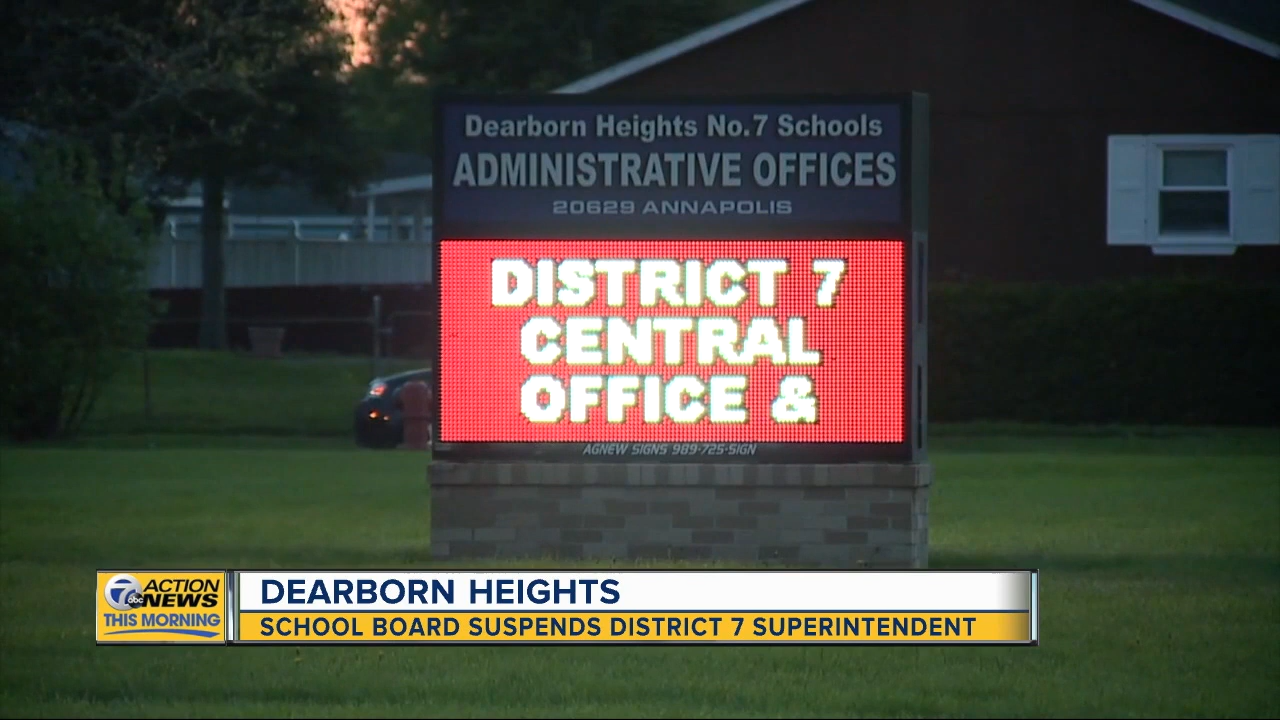 Dearborn Heights No.7 Schools
ADMINISTRATIVE OFFICES
20629 ANNAPOLIS
DISTRICT 7
CENTRAL
OFFICE &
AGNEW SIGNS 989-725-SIGN
7 abc ACTION NEWS
THIS MORNING
DEARBORN HEIGHTS
SCHOOL BOARD SUSPENDS DISTRICT 7 SUPERINTENDENT